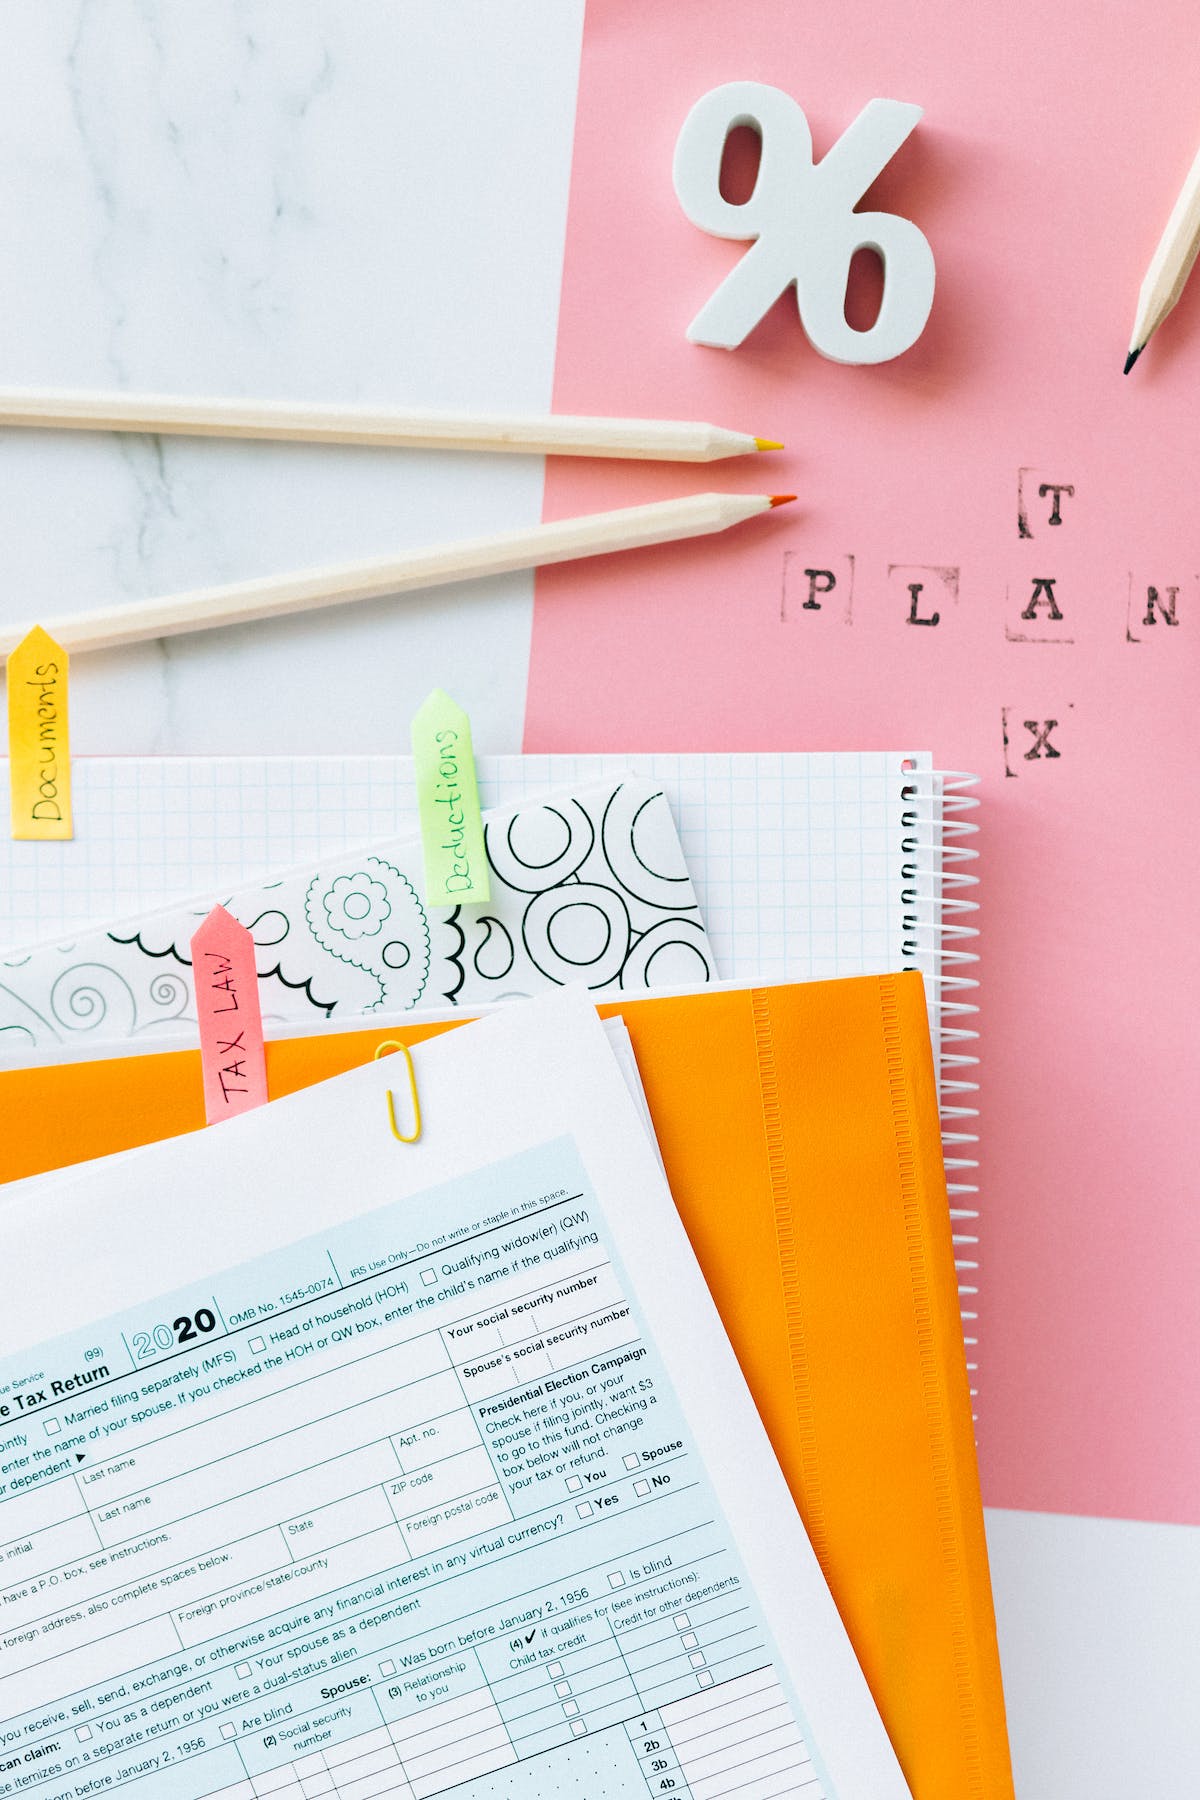 %
T
P L A N
X
Documents
Deductions
TAX LAW
IRS Use Only—Do not write or staple in this space.
OMB No. 1545-0074
2020
(99)
ue Service
e Tax Return
Qualifying widow(er) (QW)
Head of household (HOH)
Married filing separately (MFS)
ointly
enter the name of your spouse. If you checked the HOH or QW box, enter the child's name if the qualifying
r dependent ▶
Your social security number
Last name
Spouse's social security number
Last name
e initial
Presidential Election Campaign
Check here if you, or your
spouse if filing jointly, want $3
to go to this fund. Checking a
box below will not change
your tax or refund.
You Spouse
Apt. no.
have a P.O. box, see instructions.
ZIP code
State
foreign address, also complete spaces below.
Foreign postal code
Foreign province/state/county
Yes No
you receive, sell, send, exchange, or otherwise acquire any financial interest in any virtual currency?
Your spouse as a dependent
You as a dependent
can claim:
se itemizes on a separate return or you were a dual-status alien
Is blind
Was born before January 2, 1956
Spouse:
Are blind
orn before January 2, 1956
(4) ✔ if qualifies for (see instructions):
Child tax credit Credit for other dependents
(3) Relationship
to you
(2) Social security
number
1
2b
3b
4b